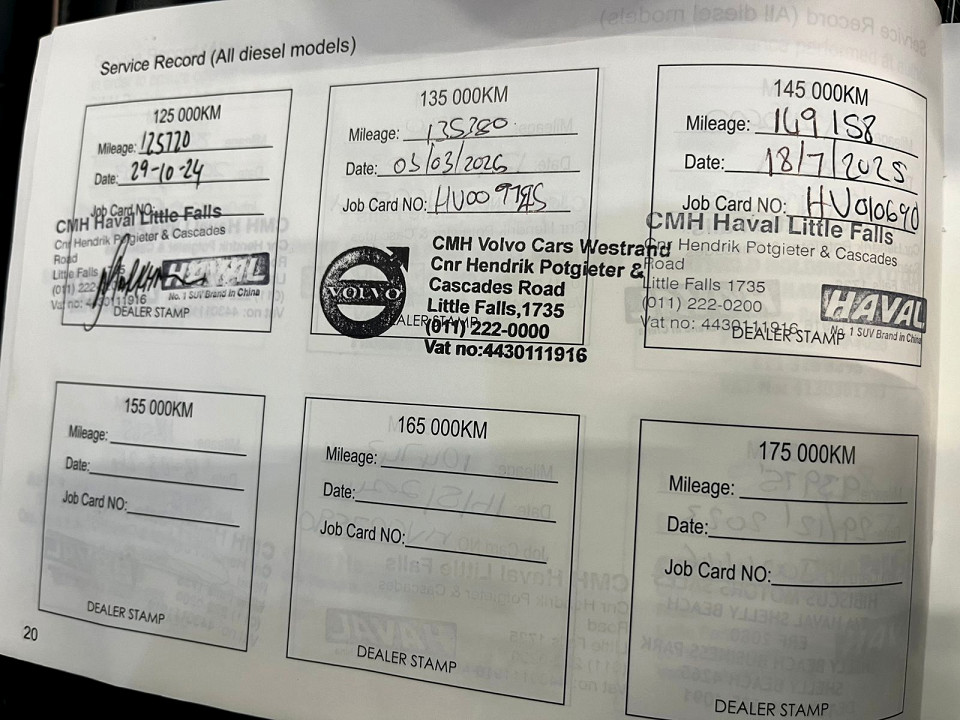 Service Record (All diesel models)
125 000KM
Mileage: 125720
Date: 29-10-24
Job Card NO:
CMH Haval Little Falls
Cnr Hendrik Potgieter & Cascades
Road
Little Falls
(011) 222
Vat no: 4430111916
HAVAL
No. 1 SUV Brand in China
DEALER STAMP
135 000KM
Mileage: 135380
Date: 03/03/2025
Job Card NO: HV009795
VOLVO
CMH Volvo Cars Westrand
Cnr Hendrik Potgieter &
Cascades Road
Little Falls,1735
(011) 222-0000
Vat no:4430111916
DEALER STAMP
145 000KM
Mileage: 149158
Date: 18/7/2025
Job Card NO: HV010690
CMH Haval Little Falls
Cnr Hendrik Potgieter & Cascades
Road
Little Falls 1735
(011) 222-0200
Vat no: 4430111916
HAVAL
No. 1 SUV Brand in China
DEALER STAMP
155 000KM
Mileage:
Date:
Job Card NO:
DEALER STAMP
165 000KM
Mileage:
Date:
Job Card NO:
DEALER STAMP
175 000KM
Mileage:
Date:
Job Card NO:
DEALER STAMP
20